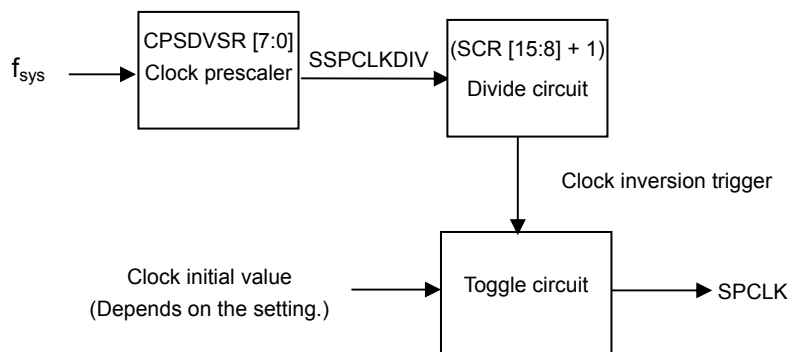 f_sys
CPSDVSR [7:0]
Clock prescaler
SSPCLKDIV
(SCR [15:8] + 1)
Divide circuit
Clock inversion trigger
Clock initial value
(Depends on the setting.)
Toggle circuit
SPCLK